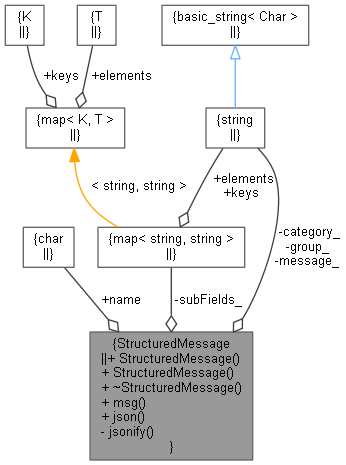 {K
||}
{T
||}
{basic_string< Char >
||}
+keys
+elements
{map< K, T >
||}
{string
||}
< string, string >
+elements
+keys
{char
||}
{map< string, string >
||}
-category_
-group_
-message_
+name
-subFields_
{StructuredMessage
||+ StructuredMessage()
+ StructuredMessage()
+ ~StructuredMessage()
+ msg()
+ json()
- jsonify()
}